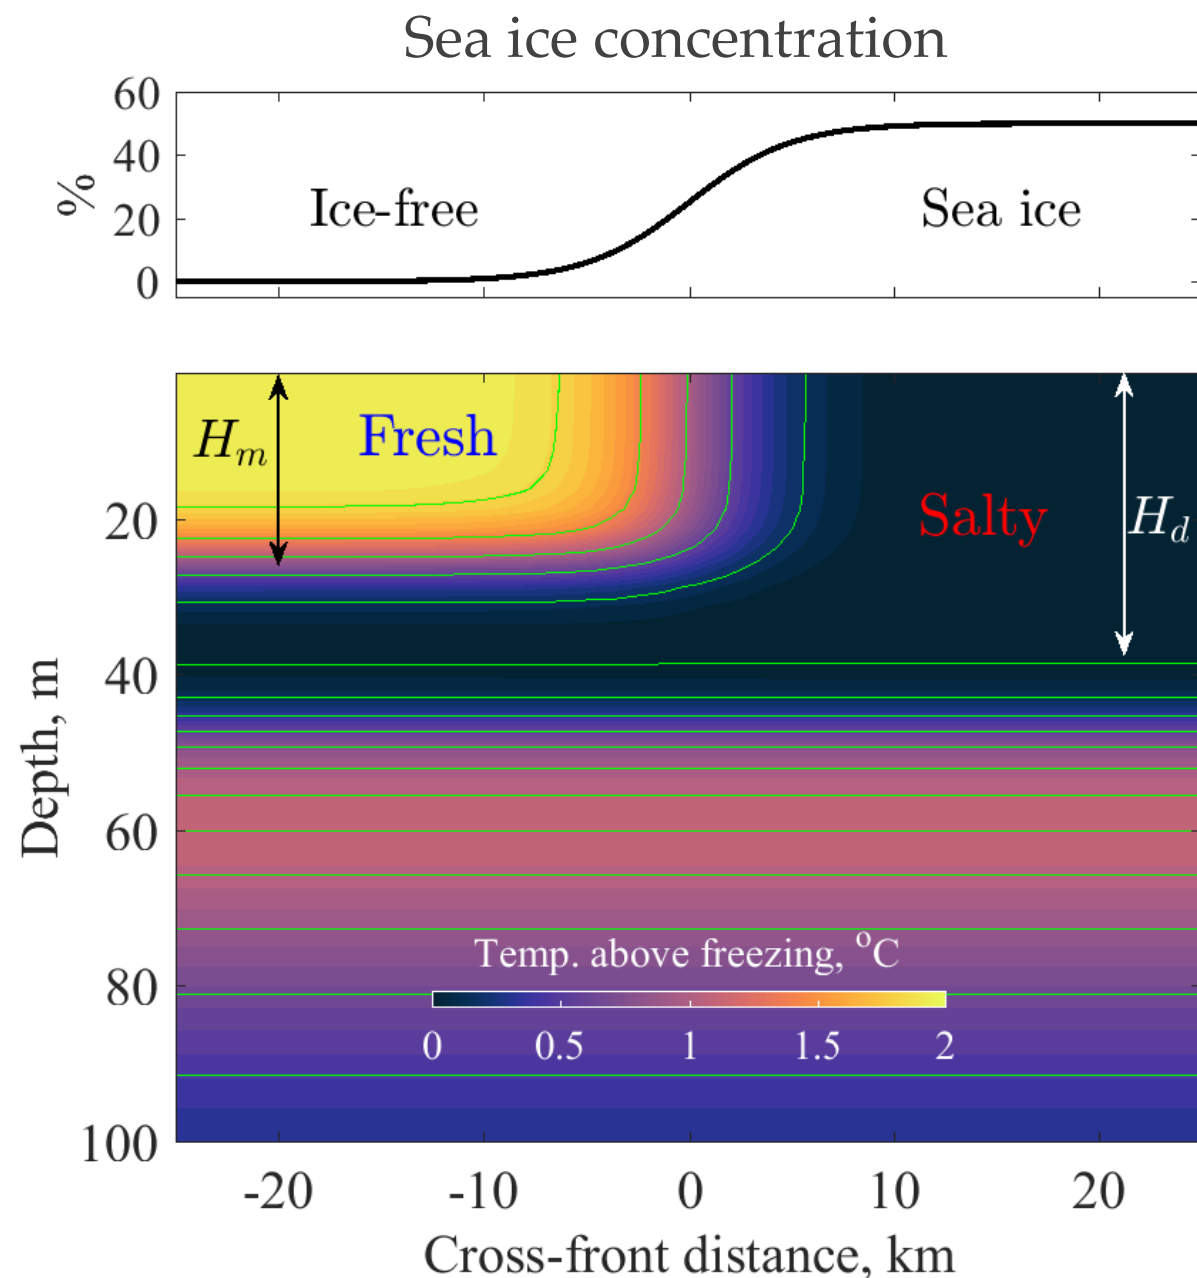 Sea ice concentration
60
40
20
0
%
Ice-free
Sea ice
Hm
Fresh
Salty
Hd
20
40
60
80
100
Depth, m
Temp. above freezing, °C
0 0.5 1 1.5 2
-20 -10 0 10 20
Cross-front distance, km